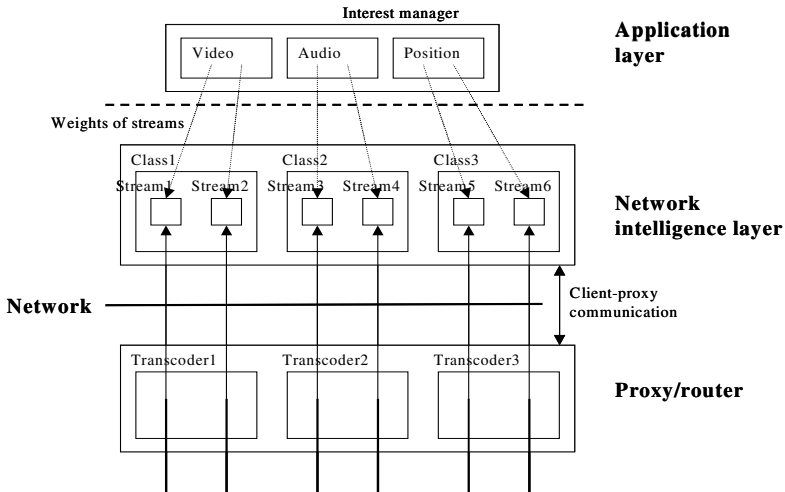 Interest manager
Application
layer
Video
Audio
Position
Weights of streams
Class1
Class2
Class3
Stream1
Stream2
Stream3
Stream4
Stream5
Stream6
Network
intelligence layer
Network
Client-proxy
communication
Transcoder1
Transcoder2
Transcoder3
Proxy/router